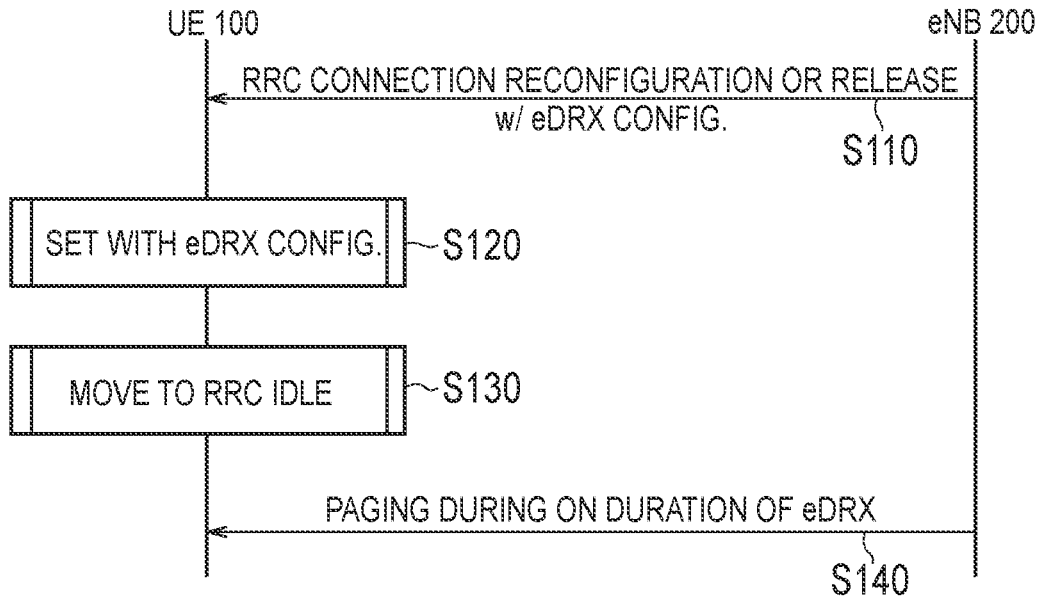 UE 100
eNB 200
RRC CONNECTION RECONFIGURATION OR RELEASE
w/ eDRX CONFIG.
S110
SET WITH eDRX CONFIG.
S120
MOVE TO RRC IDLE
S130
PAGING DURING ON DURATION OF eDRX
S140